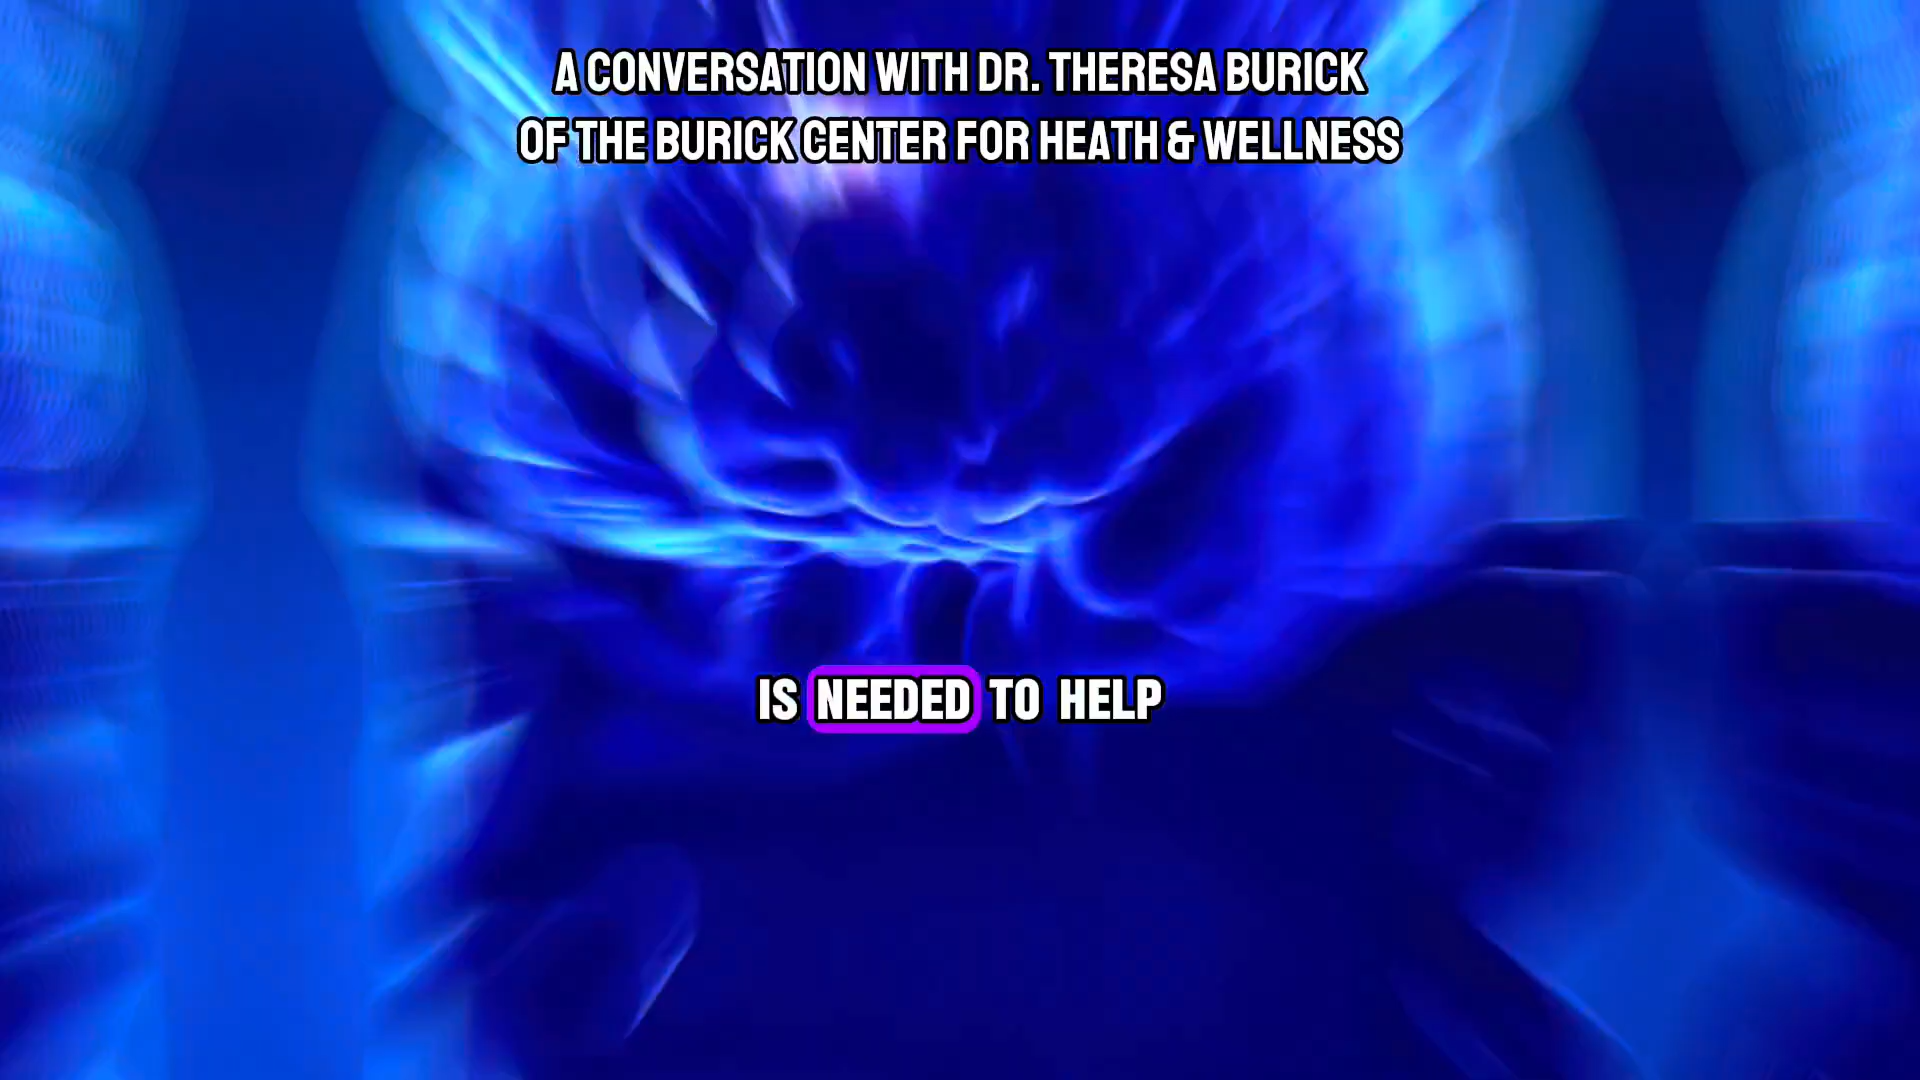 A CONVERSATION WITH DR. THERESA BURICK
OF THE BURICK CENTER FOR HEATH & WELLNESS
IS NEEDED TO HELP